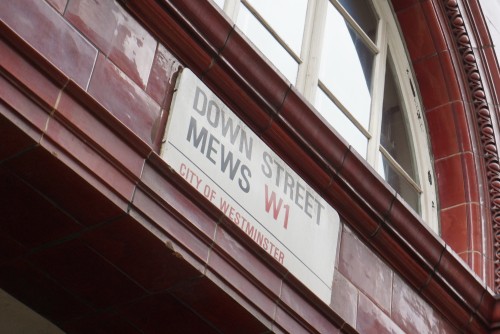 DOWN STREET
MEWS W1
CITY OF WESTMINSTER